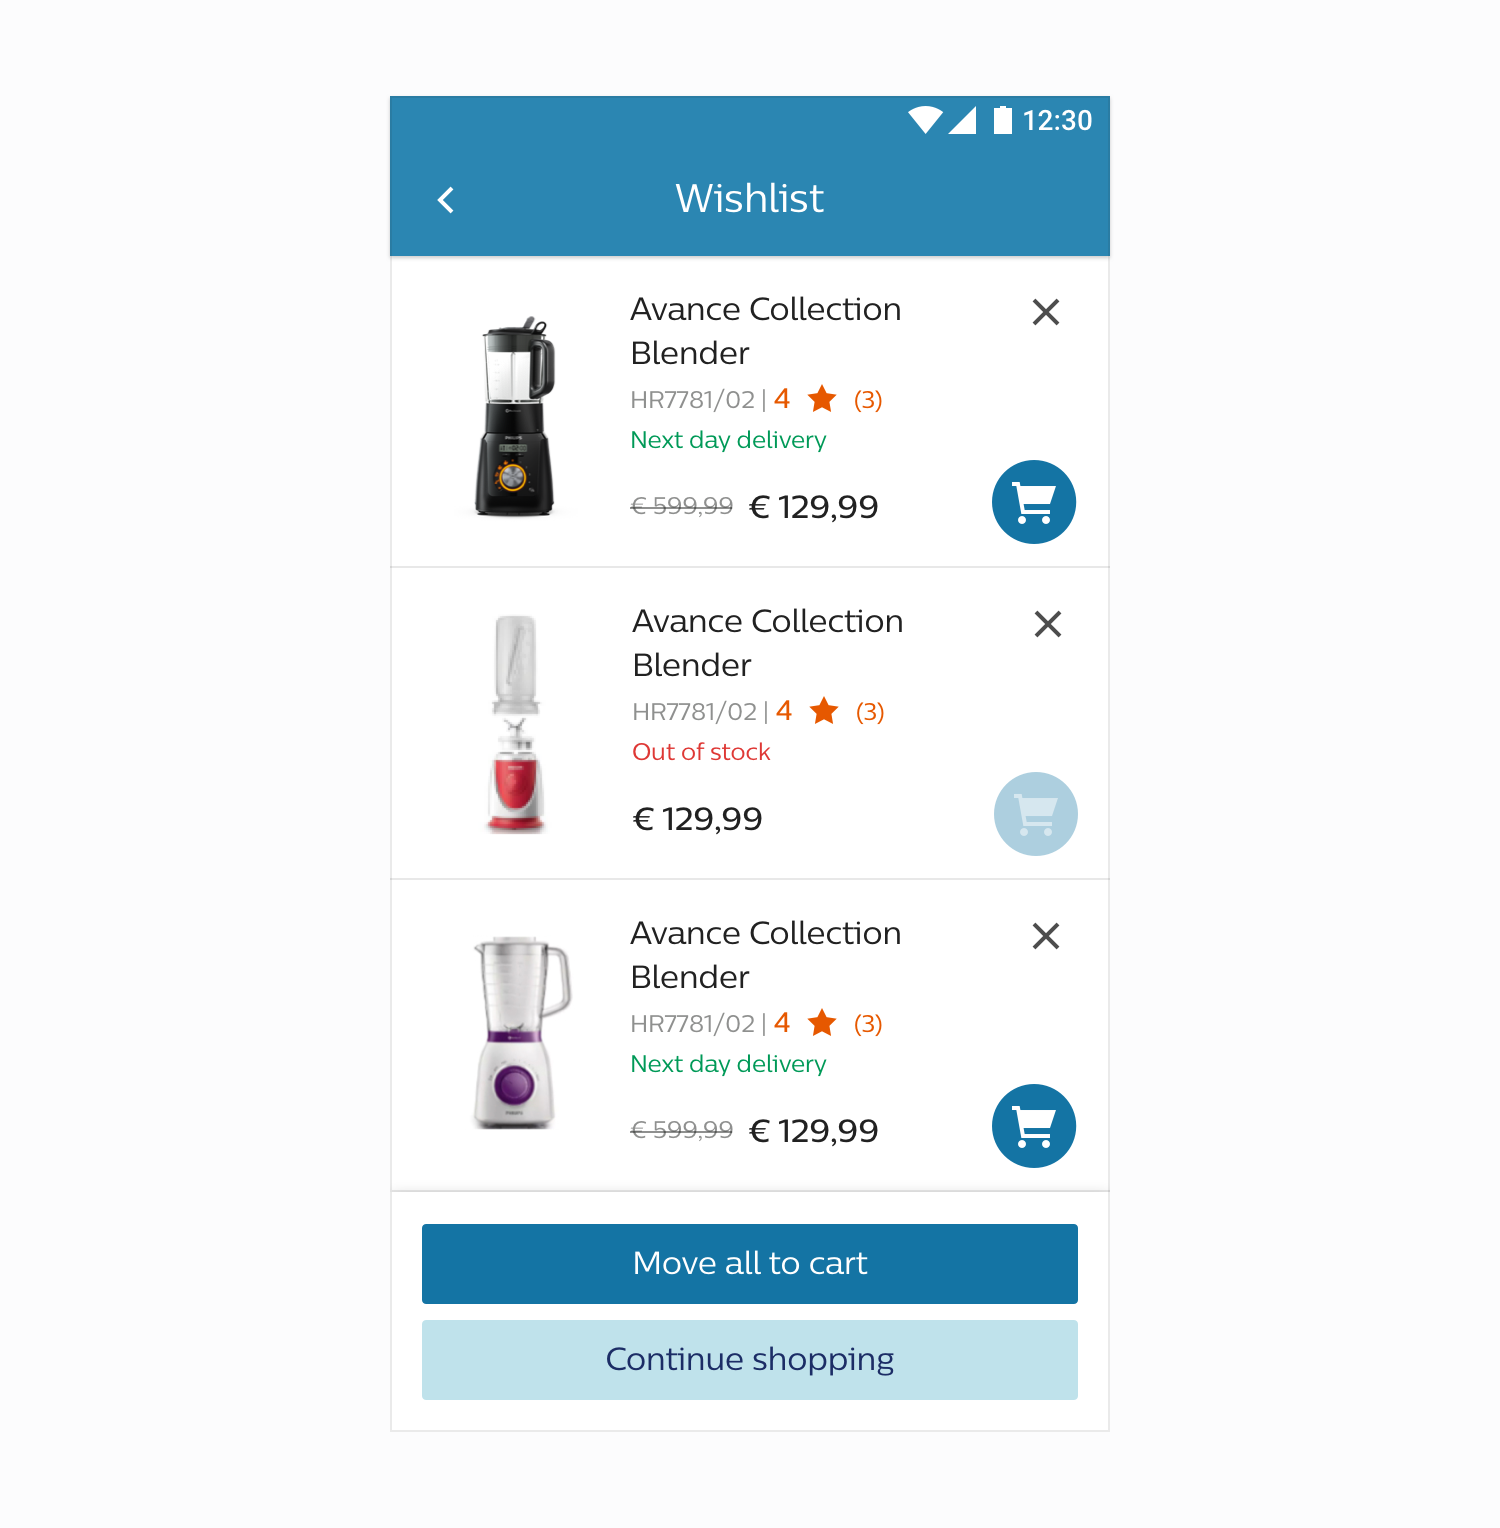 12:30
Wishlist
Avance Collection
Blender
HR7781/02 | 4 (3)
Next day delivery
€ 599,99 € 129,99
Avance Collection
Blender
HR7781/02 | 4 (3)
Out of stock
€ 129,99
Avance Collection
Blender
HR7781/02 | 4 (3)
Next day delivery
€ 599,99 € 129,99
Move all to cart
Continue shopping